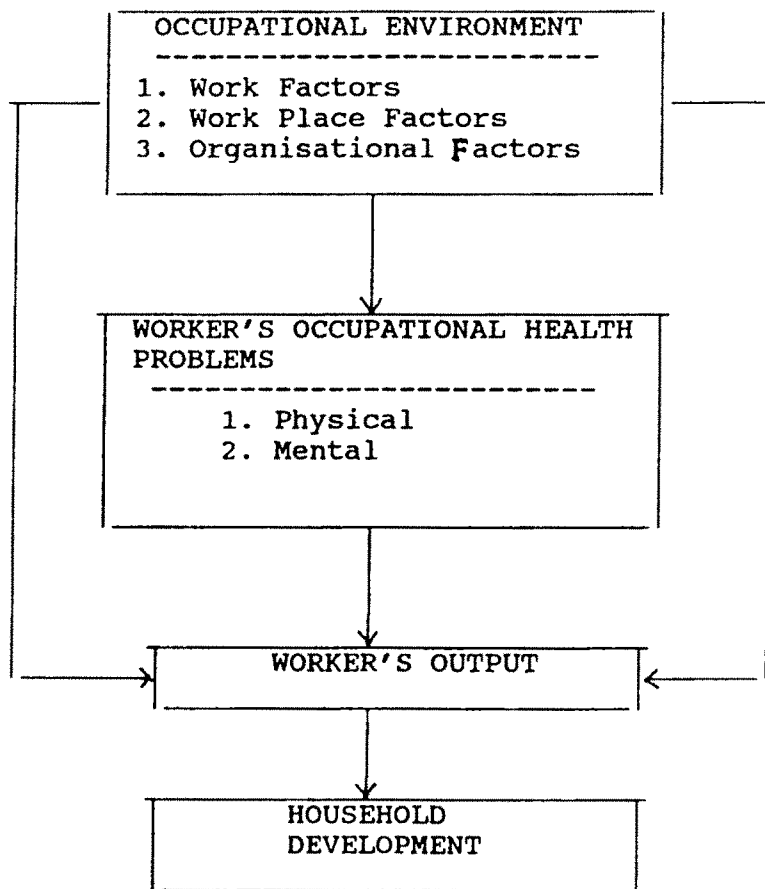 OCCUPATIONAL ENVIRONMENT
1. Work Factors
2. Work Place Factors
3. Organisational Factors
WORKER'S OCCUPATIONAL HEALTH
PROBLEMS
1. Physical
2. Mental
WORKER'S OUTPUT
HOUSEHOLD
DEVELOPMENT